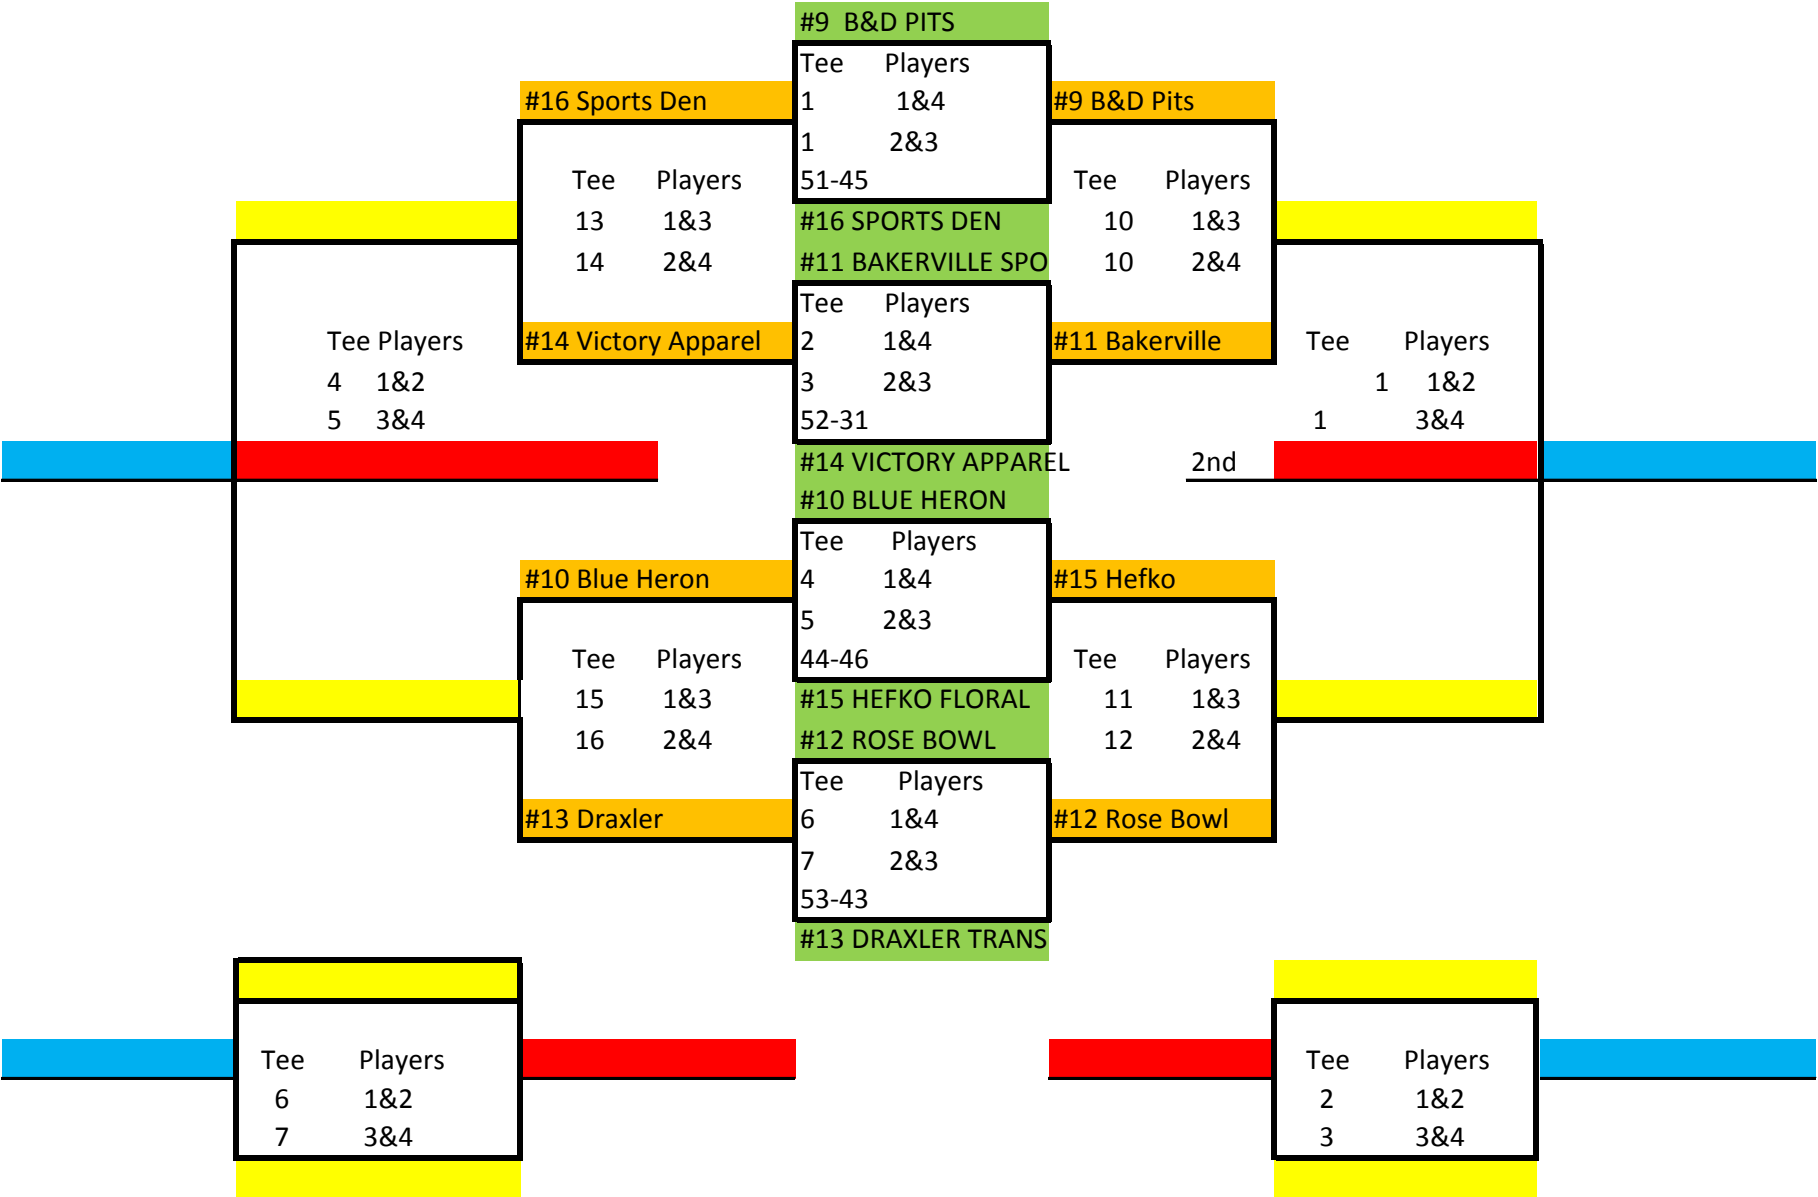 #9 B&D PITS
Tee Players
#16 Sports Den 1 1&4 #9 B&D Pits
1 2&3
Tee Players 51-45 Tee Players
13 1&3 #16 SPORTS DEN 10 1&3
14 2&4 #11 BAKERVILLE SPO 10 2&4
Tee Players
Tee Players #14 Victory Apparel 2 1&4 #11 Bakerville Tee Players
4 1&2 3 2&3 1 1&2
5 3&4 52-31 1 3&4
#14 VICTORY APPAREL 2nd
#10 BLUE HERON
Tee Players
#10 Blue Heron 4 1&4 #15 Hefko
5 2&3
Tee Players 44-46 Tee Players
15 1&3 #15 HEFKO FLORAL 11 1&3
16 2&4 #12 ROSE BOWL 12 2&4
Tee Players
#13 Draxler 6 1&4 #12 Rose Bowl
7 2&3
53-43
#13 DRAXLER TRANS
Tee Players Tee Players
6 1&2 2 1&2
7 3&4 3 3&4